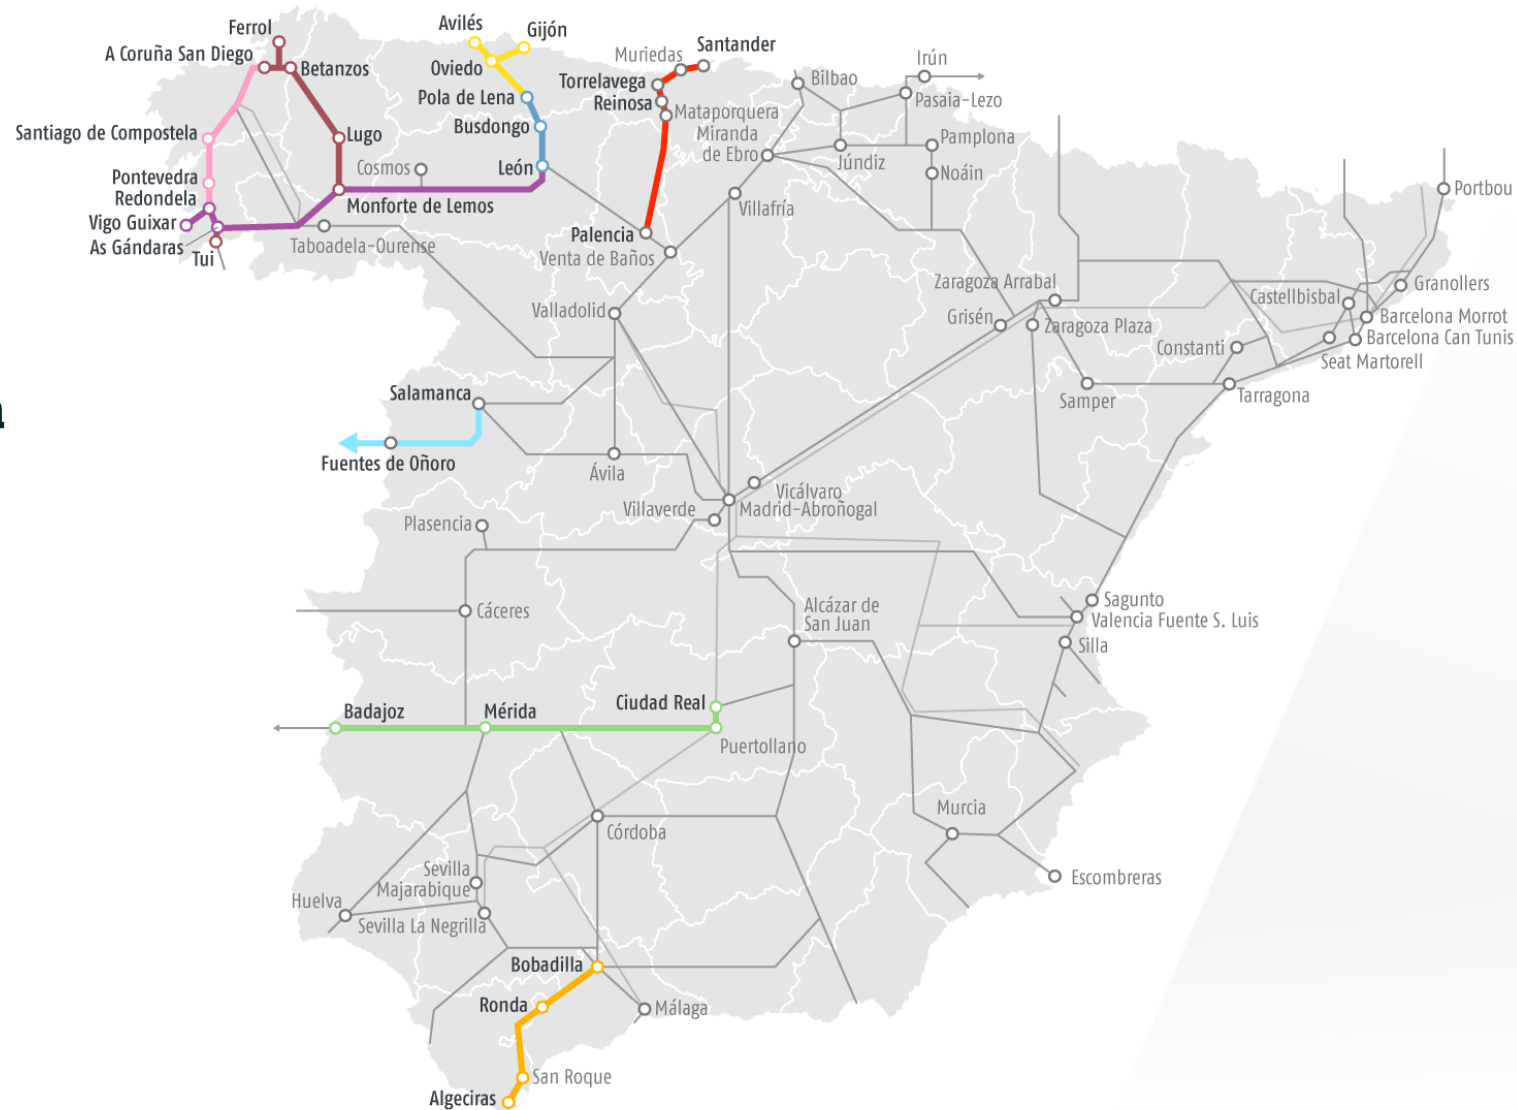 Ferrol
A Coruña San Diego
Betanzos
Avilés
Gijón
Oviedo
Pola de Lena
Busdongo
León
Muriedas
Santander
Torrelavega
Reinosa
Mataporquera
Miranda
de Ebro
Bilbao
Irún
Pasaia-Lezo
Pamplona
Júndiz
Noáin
Santiago de Compostela
Lugo
Cosmos
Pontevedra
Redondela
Monforte de Lemos
Vigo Guixar
As Gándaras
Tui
Taboadela-Ourense
Palencia
Venta de Baños
Villafría
Portbou
Valladolid
Zaragoza Arrabal
Grisén
Zaragoza Plaza
Castellbisbal
Granollers
Barcelona Morrot
Barcelona Can Tunis
Seat Martorell
Constanti
Samper
Tarragona
Salamanca
Fuentes de Oñoro
Ávila
Vicálvaro
Villaverde
Madrid-Abroñogal
Plasencia
Cáceres
Alcázar de
San Juan
Sagunto
Valencia Fuente S. Luis
Silla
Badajoz
Mérida
Ciudad Real
Puertollano
Córdoba
Murcia
Escombreras
Sevilla
Majarabique
Huelva
Sevilla La Negrilla
Bobadilla
Ronda
Málaga
San Roque
Algeciras